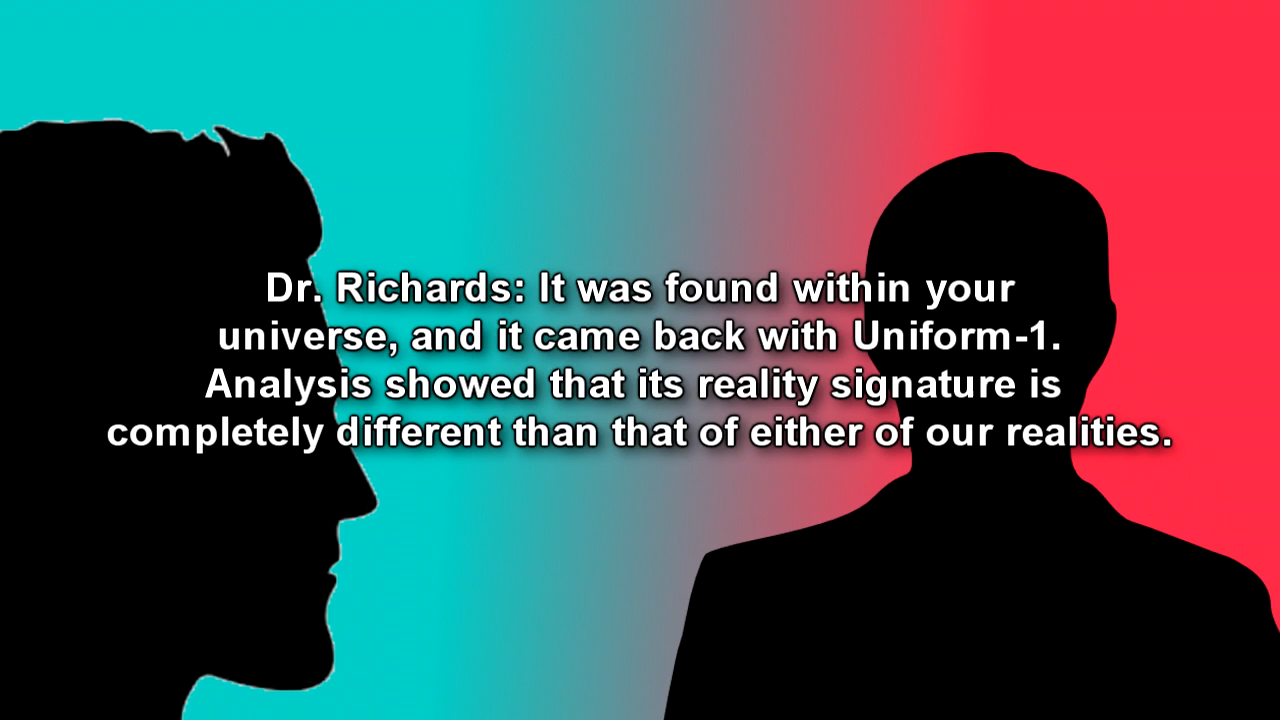 Dr. Richards: It was found within your
universe, and it came back with Uniform-1.
Analysis showed that its reality signature is
completely different than that of either of our realities.